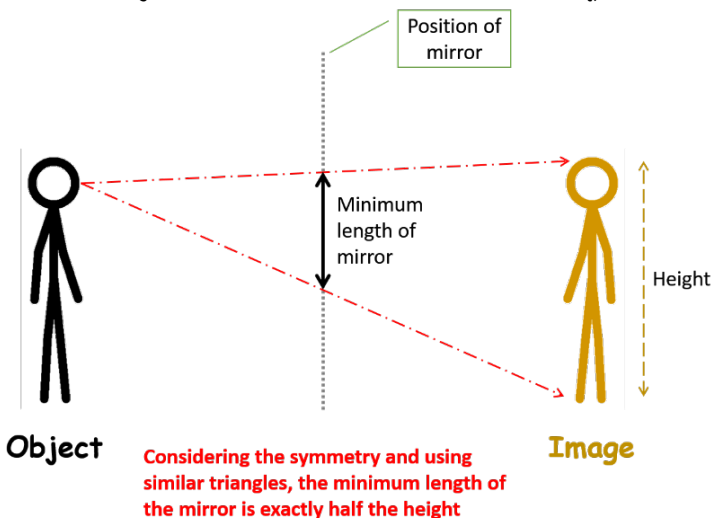 Position of
mirror
Minimum
length of
mirror
Height
Object
Image
Considering the symmetry and using
similar triangles, the minimum length of
the mirror is exactly half the height